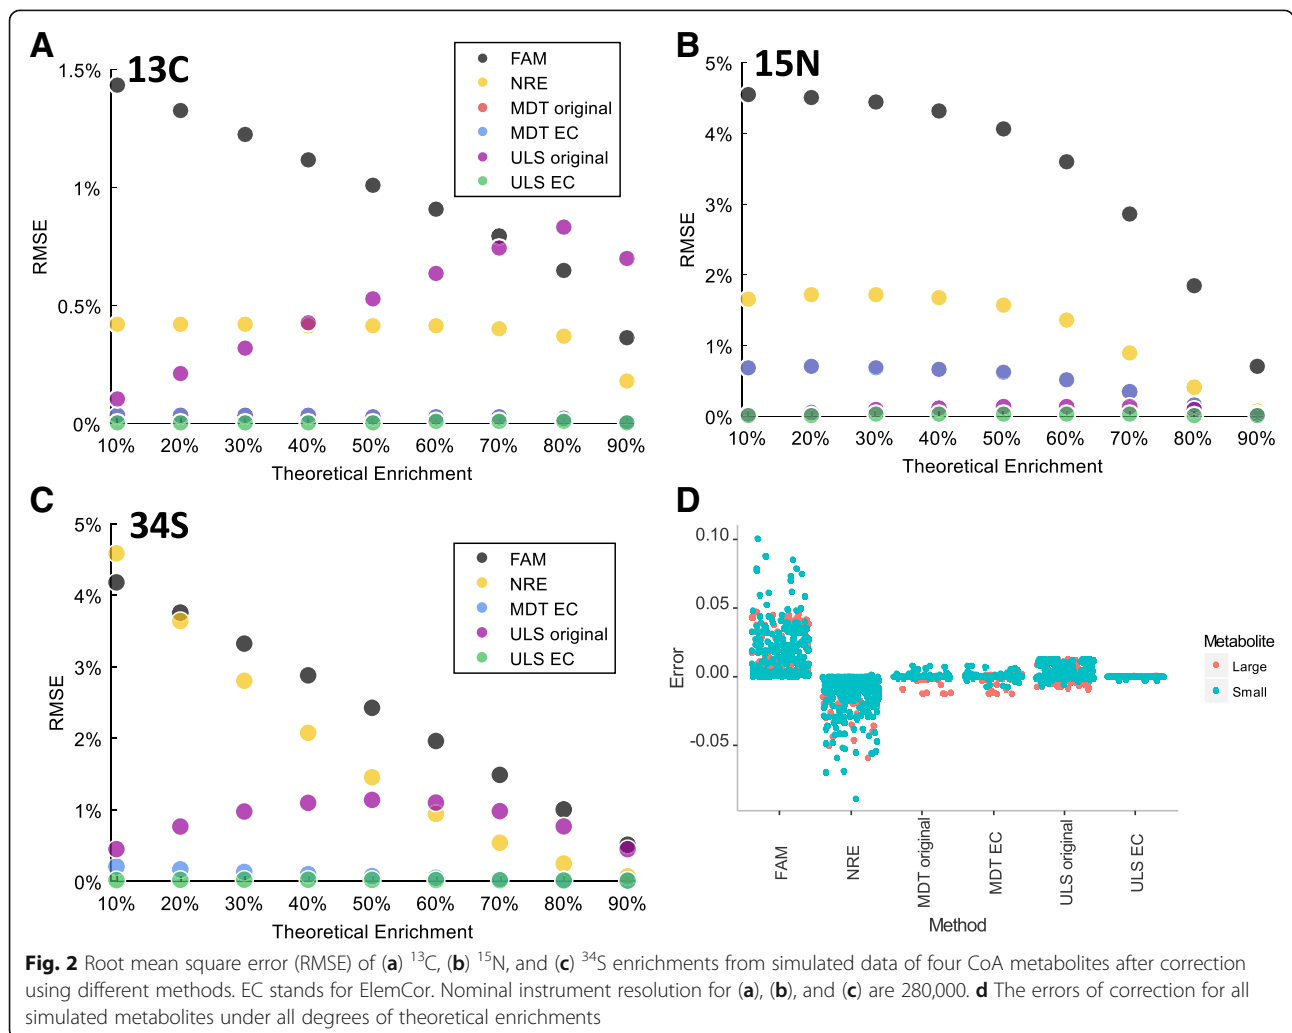 A
13C
1.5%
1%
0.5%
0%
RMSE
10% 20% 30% 40% 50% 60% 70% 80% 90%
Theoretical Enrichment
FAM
NRE
MDT original
MDT EC
ULS original
ULS EC
B
15N
5%
4%
3%
2%
1%
0%
RMSE
10% 20% 30% 40% 50% 60% 70% 80% 90%
Theoretical Enrichment
C
34S
5%
4%
3%
2%
1%
0%
RMSE
10% 20% 30% 40% 50% 60% 70% 80% 90%
Theoretical Enrichment
FAM
NRE
MDT EC
ULS original
ULS EC
D
0.10
0.05
0.00
-0.05
Error
FAM
NRE
MDT original
MDT EC
ULS original
ULS EC
Method
Metabolite
Large
Small
Fig. 2 Root mean square error (RMSE) of (a) ¹³C, (b) ¹⁵N, and (c) ³⁴S enrichments from simulated data of four CoA metabolites after correction
using different methods. EC stands for ElemCor. Nominal instrument resolution for (a), (b), and (c) are 280,000. d The errors of correction for all
simulated metabolites under all degrees of theoretical enrichments